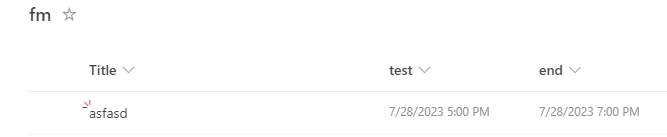 fm
Title test end
asfasd 7/28/2023 5:00 PM 7/28/2023 7:00 PM